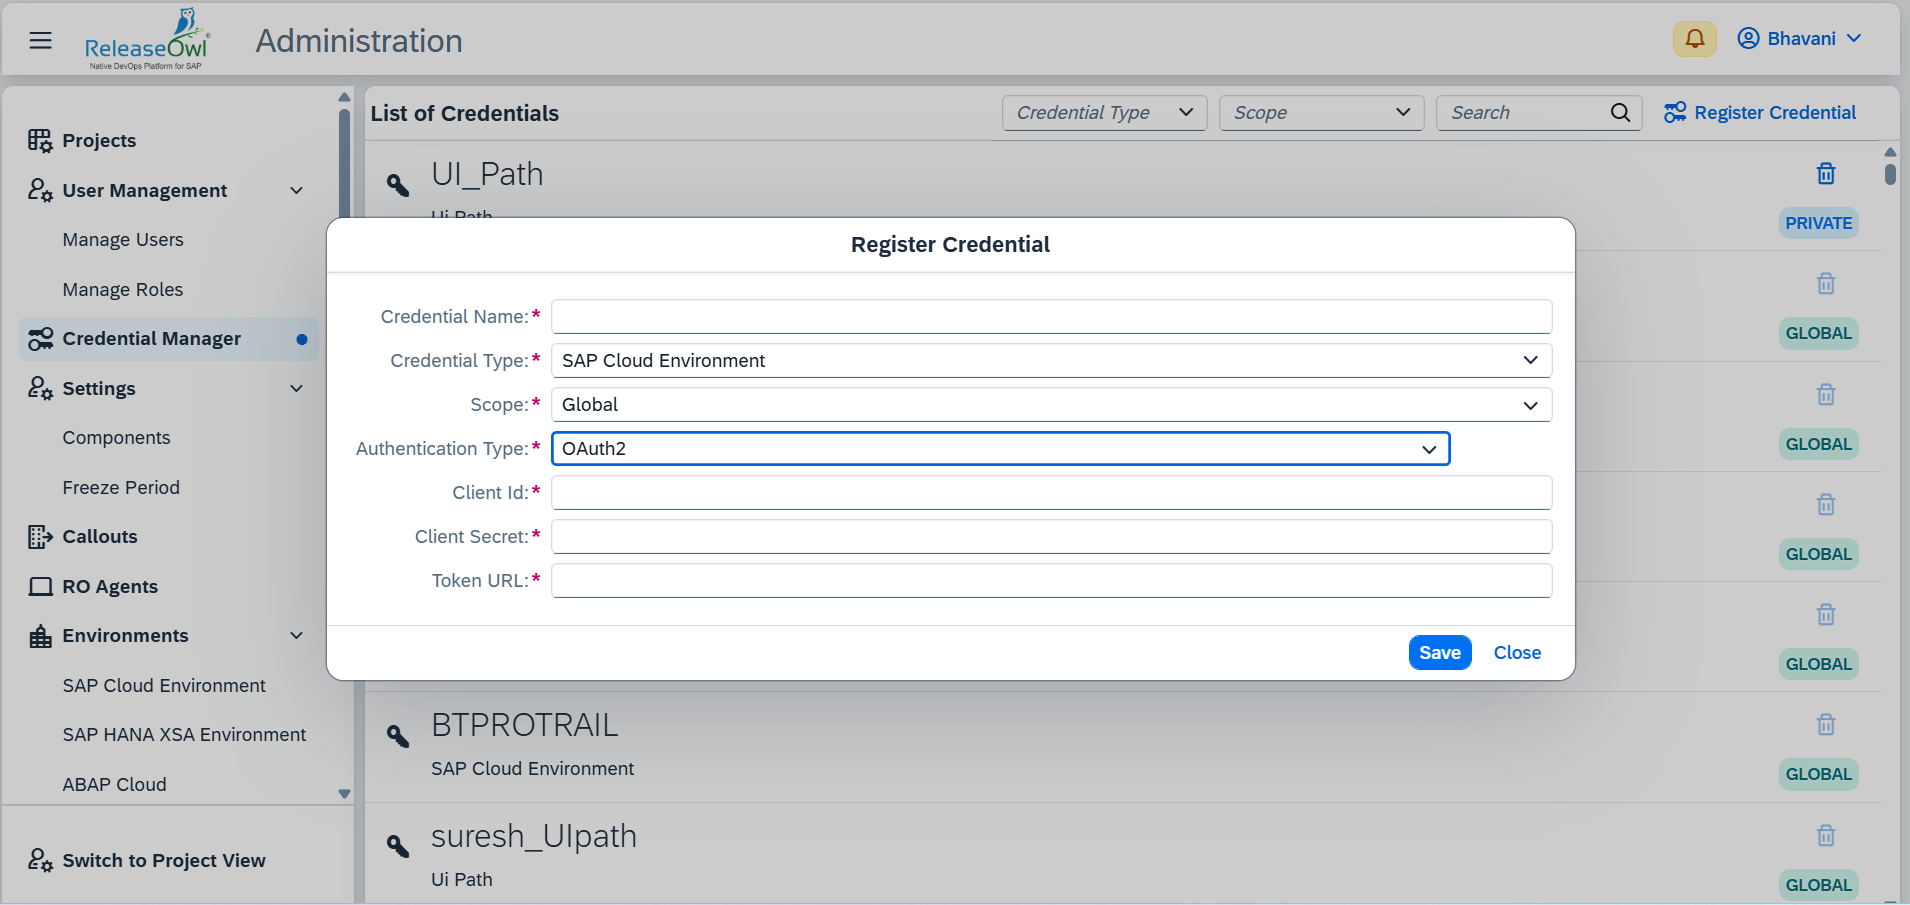 ReleaseOwl
Native DevOps Platform for SAP
Administration
Bhavani
Projects
User Management
Manage Users
Manage Roles
Credential Manager
Settings
Components
Freeze Period
Callouts
RO Agents
Environments
SAP Cloud Environment
SAP HANA XSA Environment
ABAP Cloud
Switch to Project View
List of Credentials
Credential Type
Scope
Search
Register Credential
UI_Path
Ui Path
PRIVATE
GLOBAL
GLOBAL
GLOBAL
GLOBAL
Register Credential
Credential Name:*
Credential Type:* SAP Cloud Environment
Scope:* Global
Authentication Type:* OAuth2
Client Id:*
Client Secret:*
Token URL:*
Save Close
BTPROTRAIL
SAP Cloud Environment
GLOBAL
suresh_UIpath
Ui Path
GLOBAL